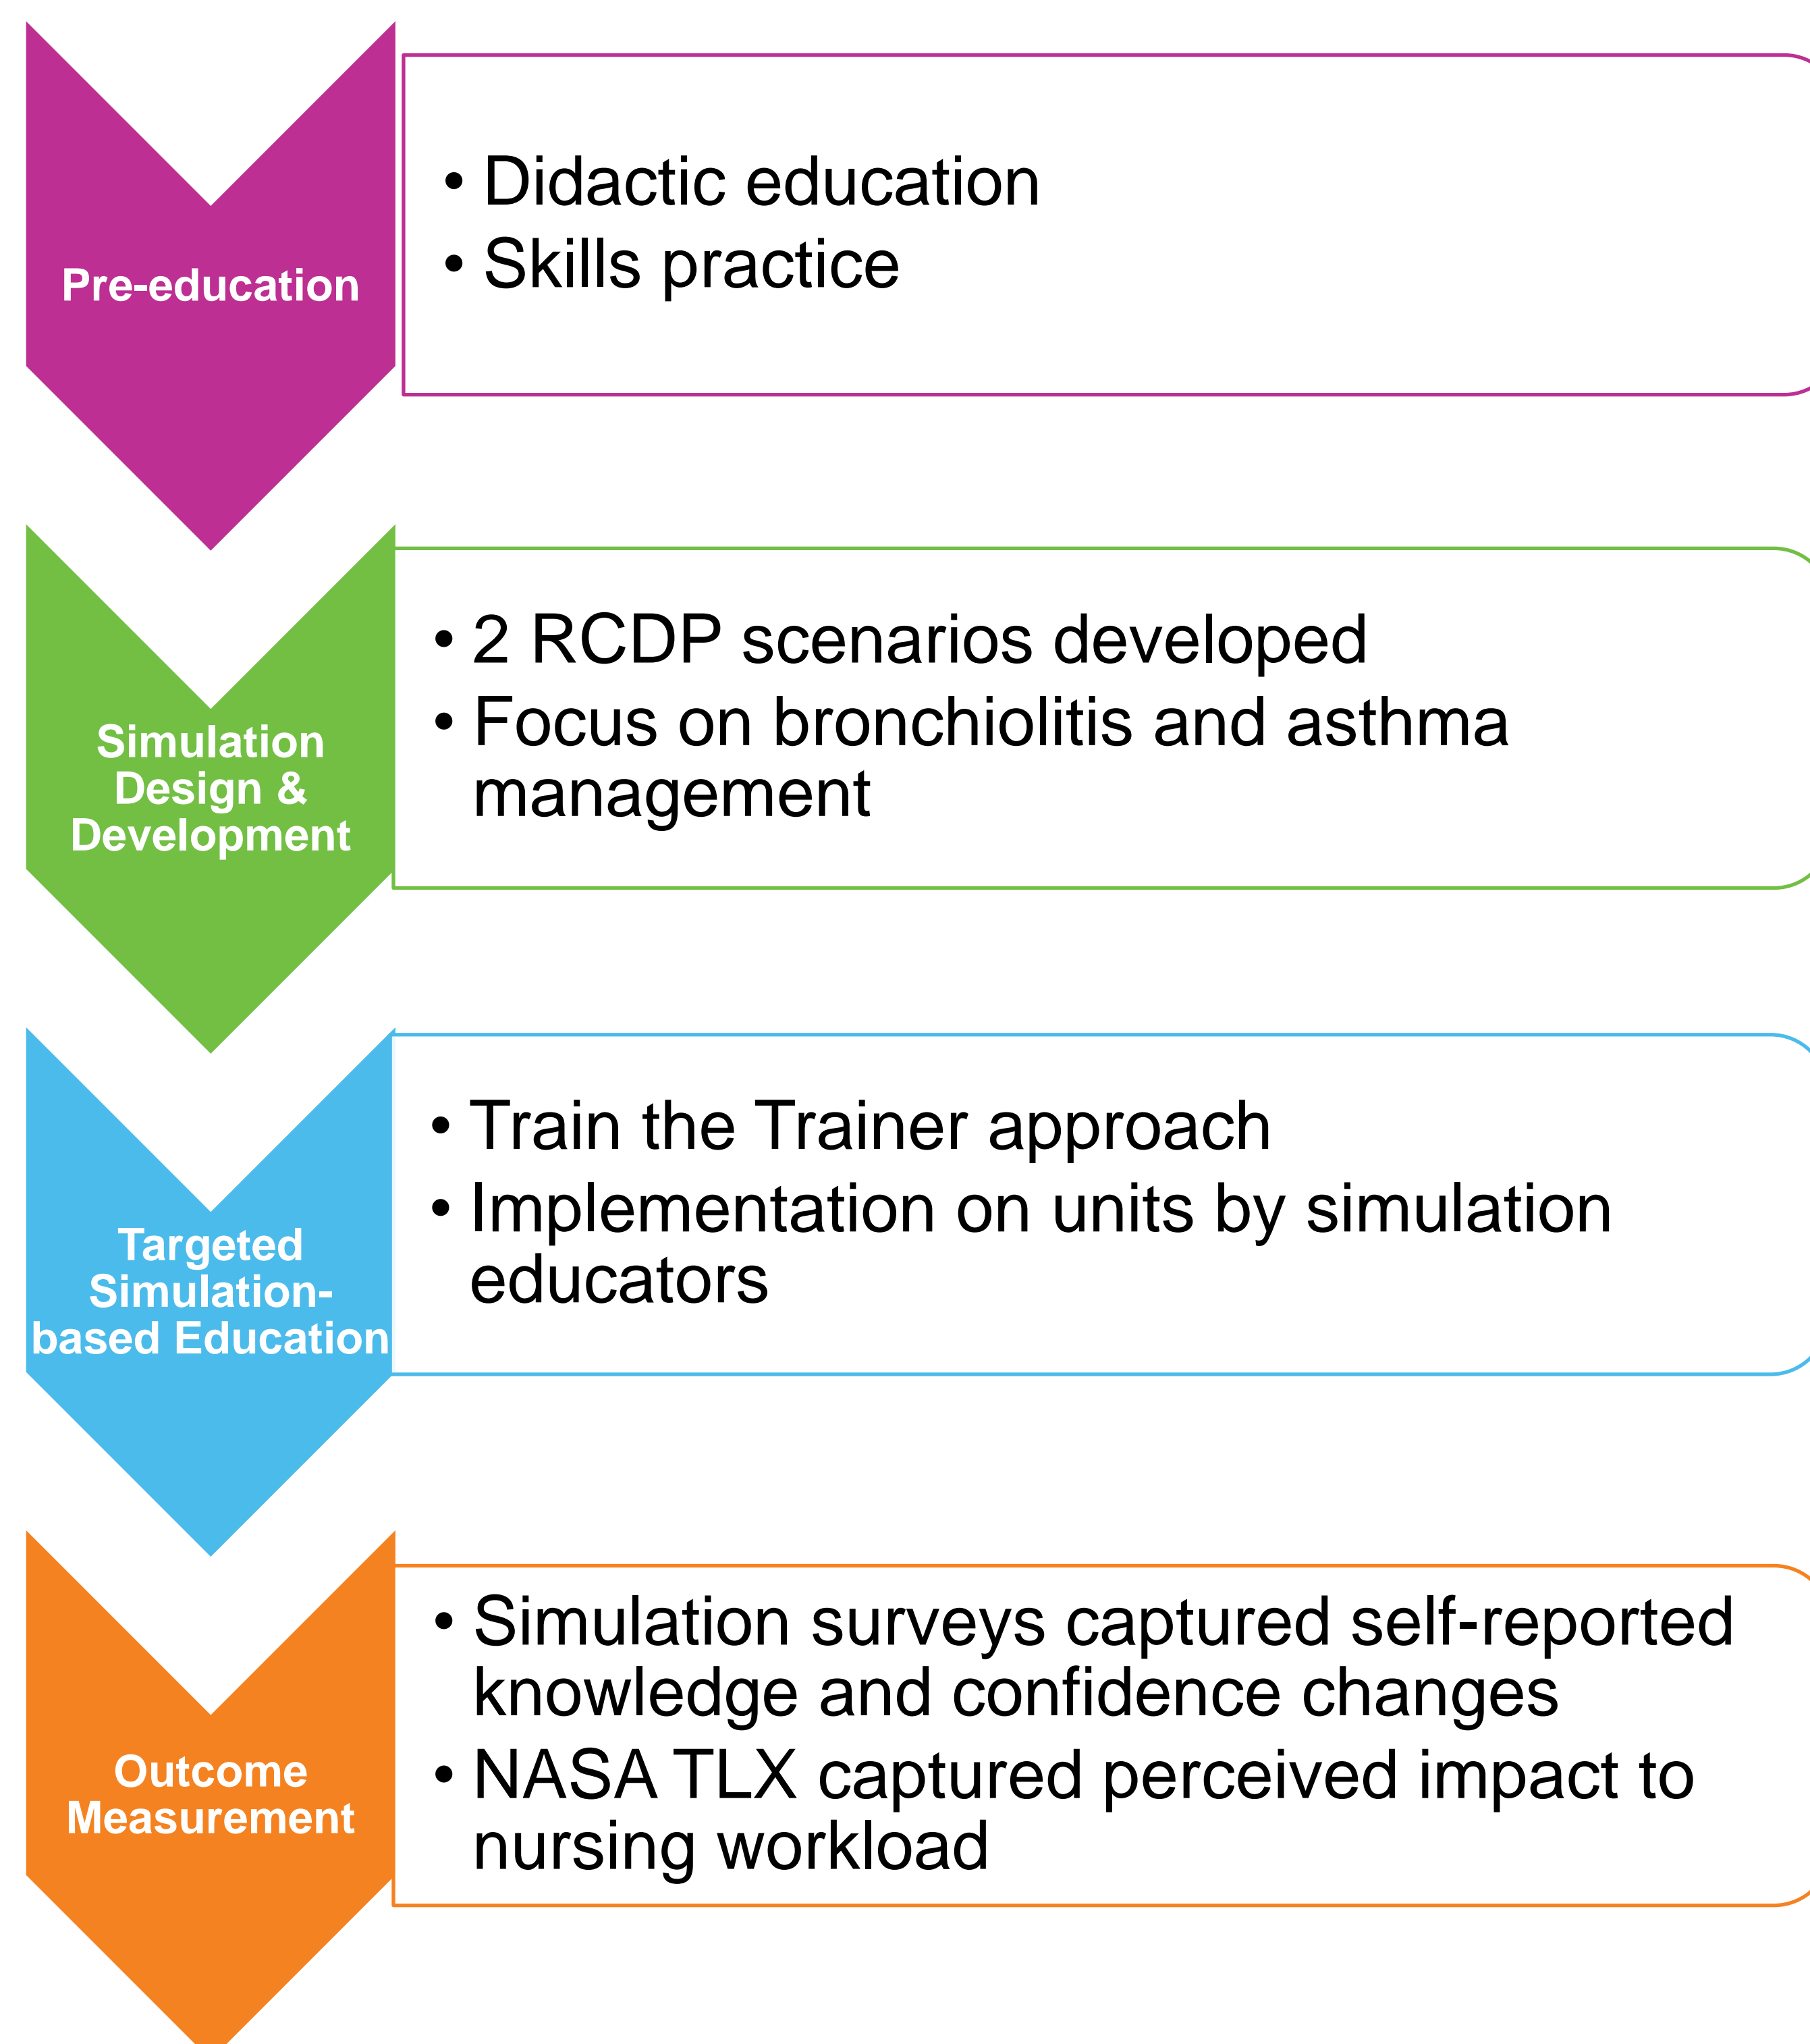 Pre-education
• Didactic education
• Skills practice
Simulation
Design &
Development
• 2 RCDP scenarios developed
• Focus on bronchiolitis and asthma
management
Targeted
Simulation-
based Education
• Train the Trainer approach
• Implementation on units by simulation
educators
Outcome
Measurement
• Simulation surveys captured self-reported
knowledge and confidence changes
• NASA TLX captured perceived impact to
nursing workload